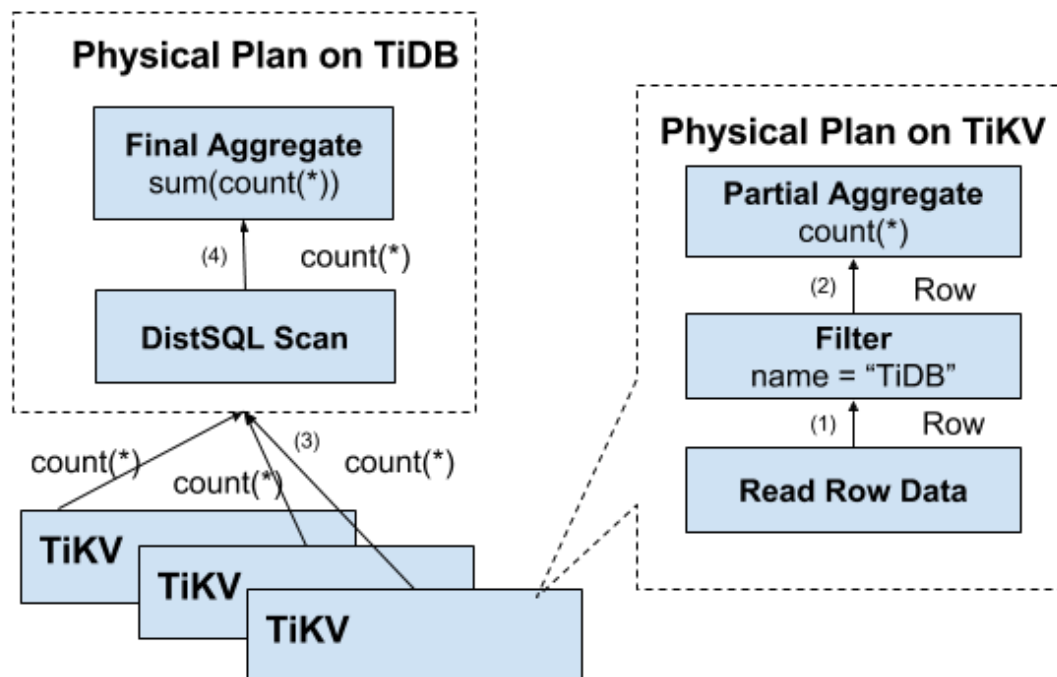 Physical Plan on TiDB
Final Aggregate
sum(count(*))
(4)
count(*)
DistSQL Scan
(3)
count(*)
count(*)
count(*)
TiKV
TiKV
TiKV
Physical Plan on TiKV
Partial Aggregate
count(*)
(2)
Row
Filter
name = “TiDB”
(1)
Row
Read Row Data